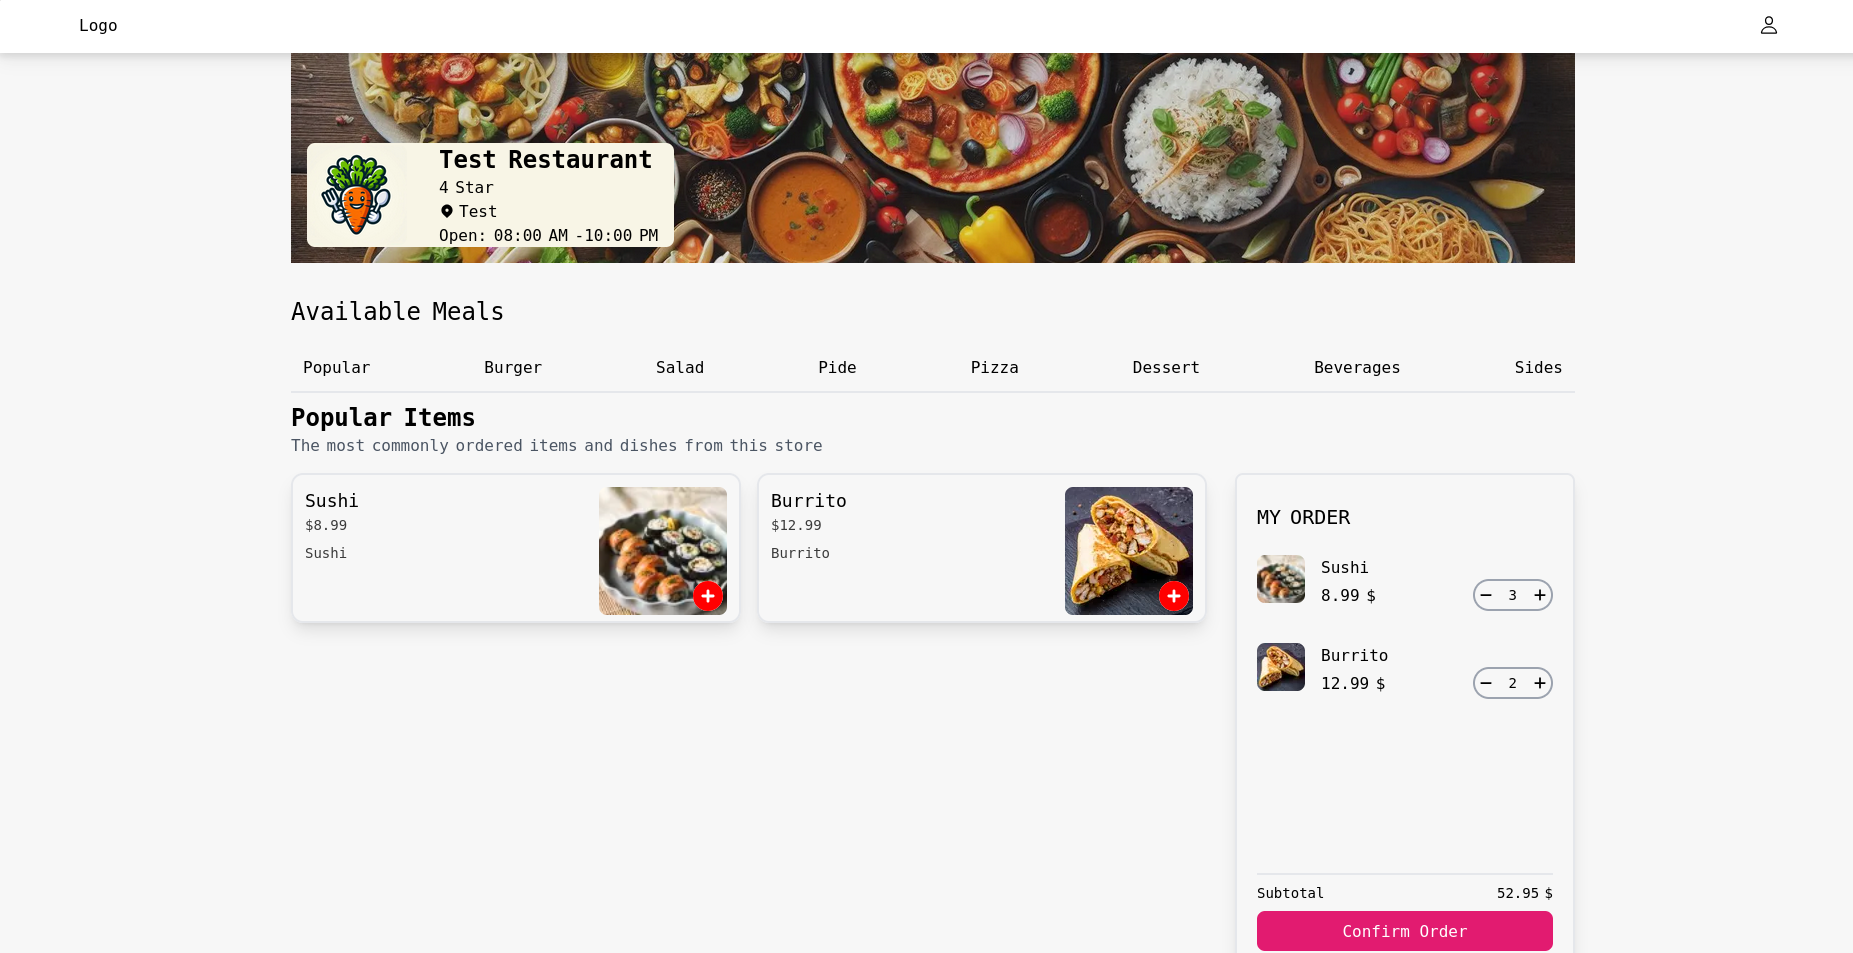 Logo
Test Restaurant
4 Star
Test
Open: 08:00 AM -10:00 PM
Available Meals
Popular Burger Salad Pide Pizza Dessert Beverages Sides
Popular Items
The most commonly ordered items and dishes from this store
Sushi
$8.99
Sushi
Burrito
$12.99
Burrito
MY ORDER
Sushi
8.99 $
3
Burrito
12.99 $
2
Subtotal 52.95 $
Confirm Order